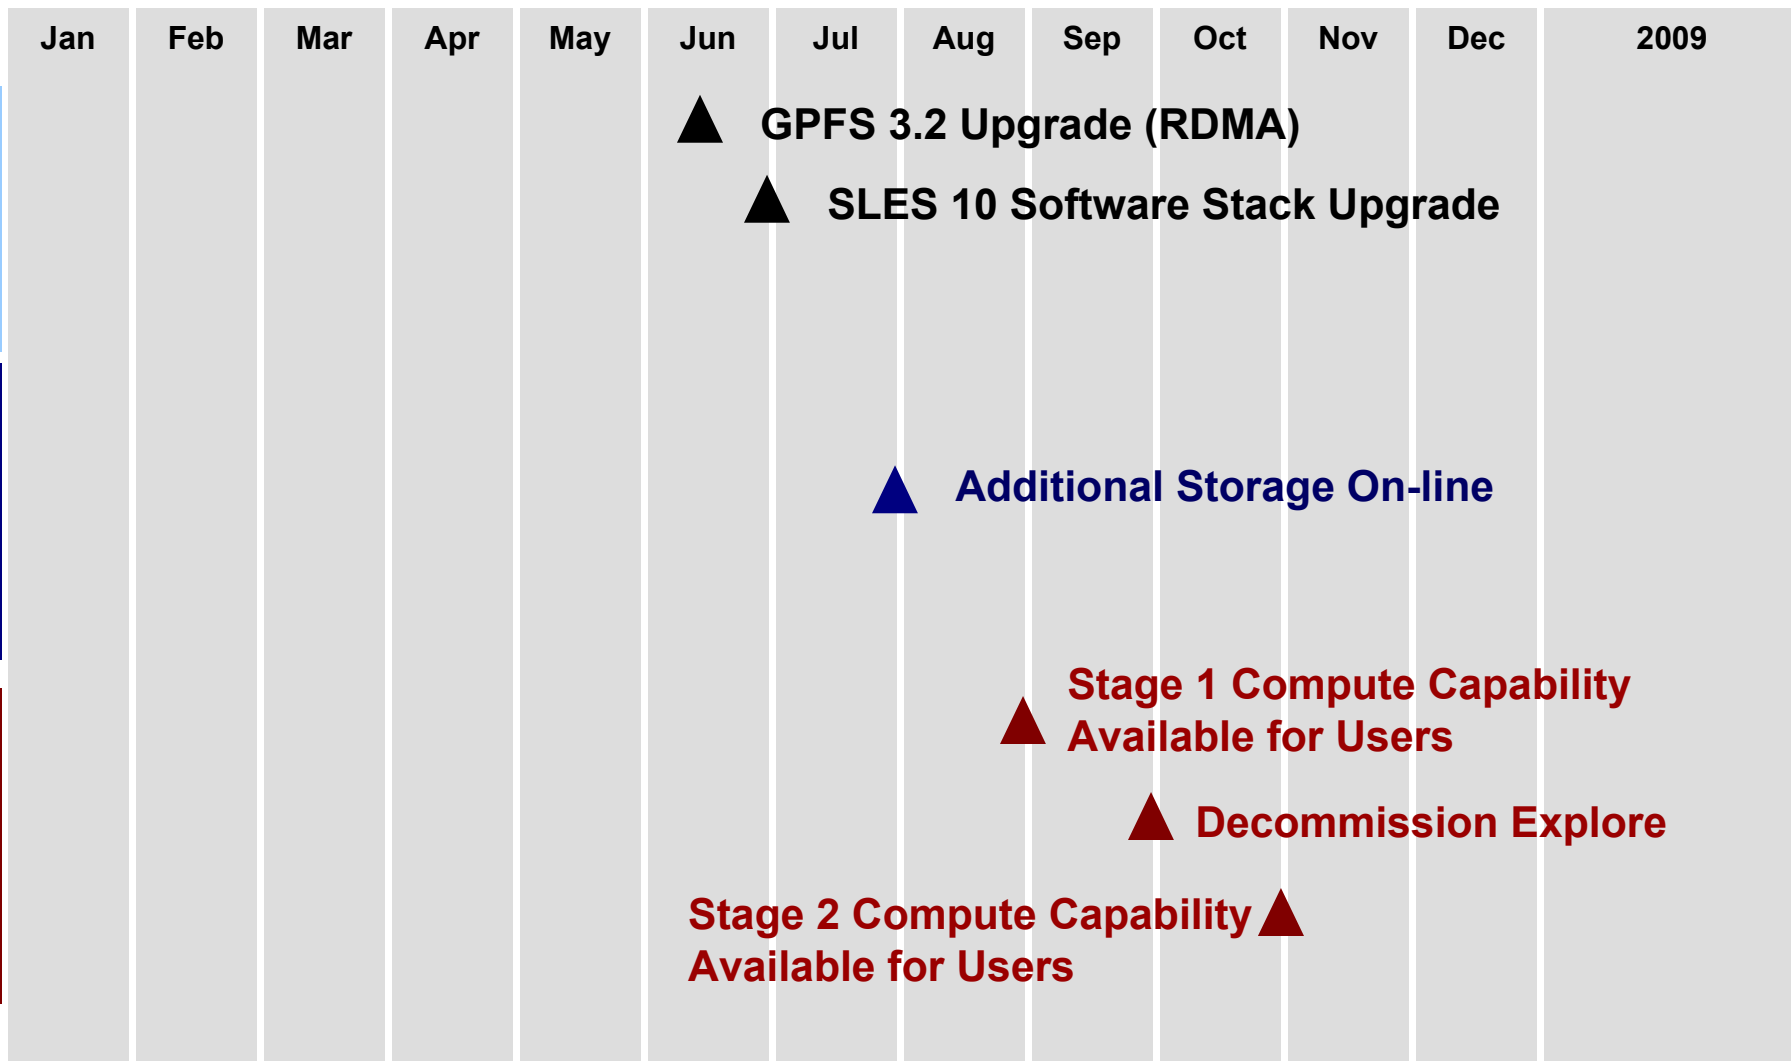 Jan Feb Mar Apr May Jun Jul Aug Sep Oct Nov Dec 2009
GPFS 3.2 Upgrade (RDMA)
SLES 10 Software Stack Upgrade
Additional Storage On-line
Stage 1 Compute Capability
Available for Users
Decommission Explore
Stage 2 Compute Capability
Available for Users